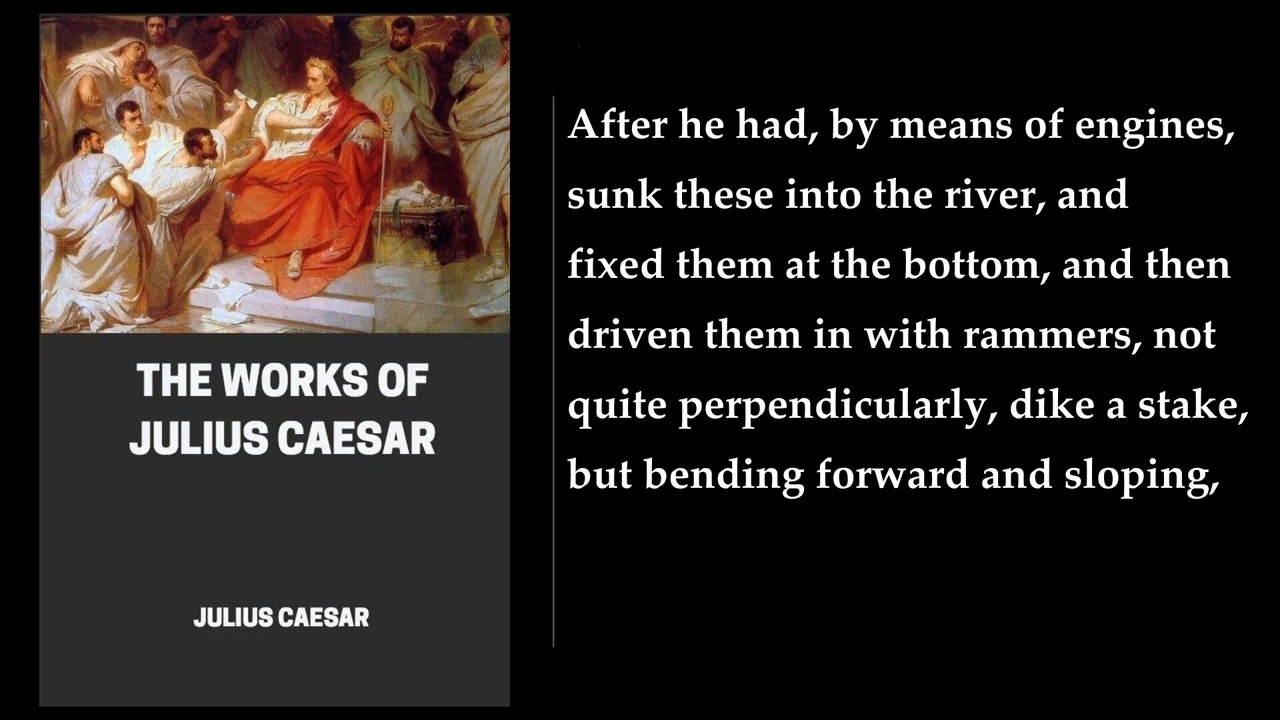 THE WORKS OF
JULIUS CAESAR
JULIUS CAESAR
After he had, by means of engines,
sunk these into the river, and
fixed them at the bottom, and then
driven them in with rammers, not
quite perpendicularly, dike a stake,
but bending forward and sloping,